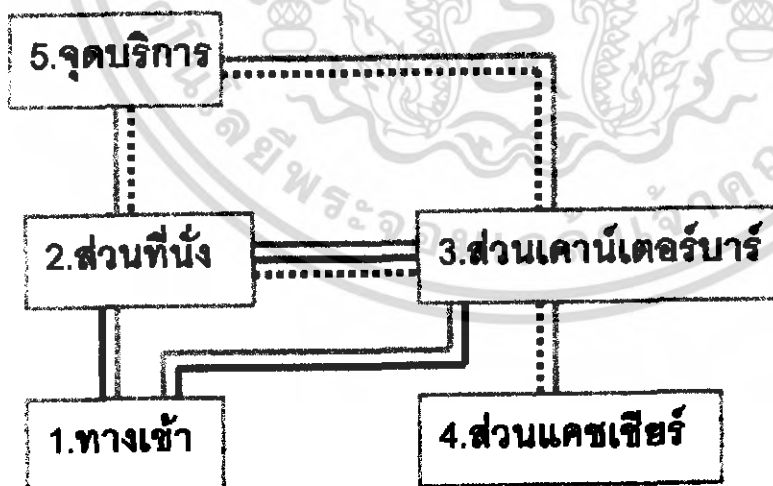 5.จุดบริการ
2.ส่วนที่นั่ง
3.ส่วนเคาน์เตอร์บาร์
1.ทางเข้า
4.ส่วนแคชเชียร์